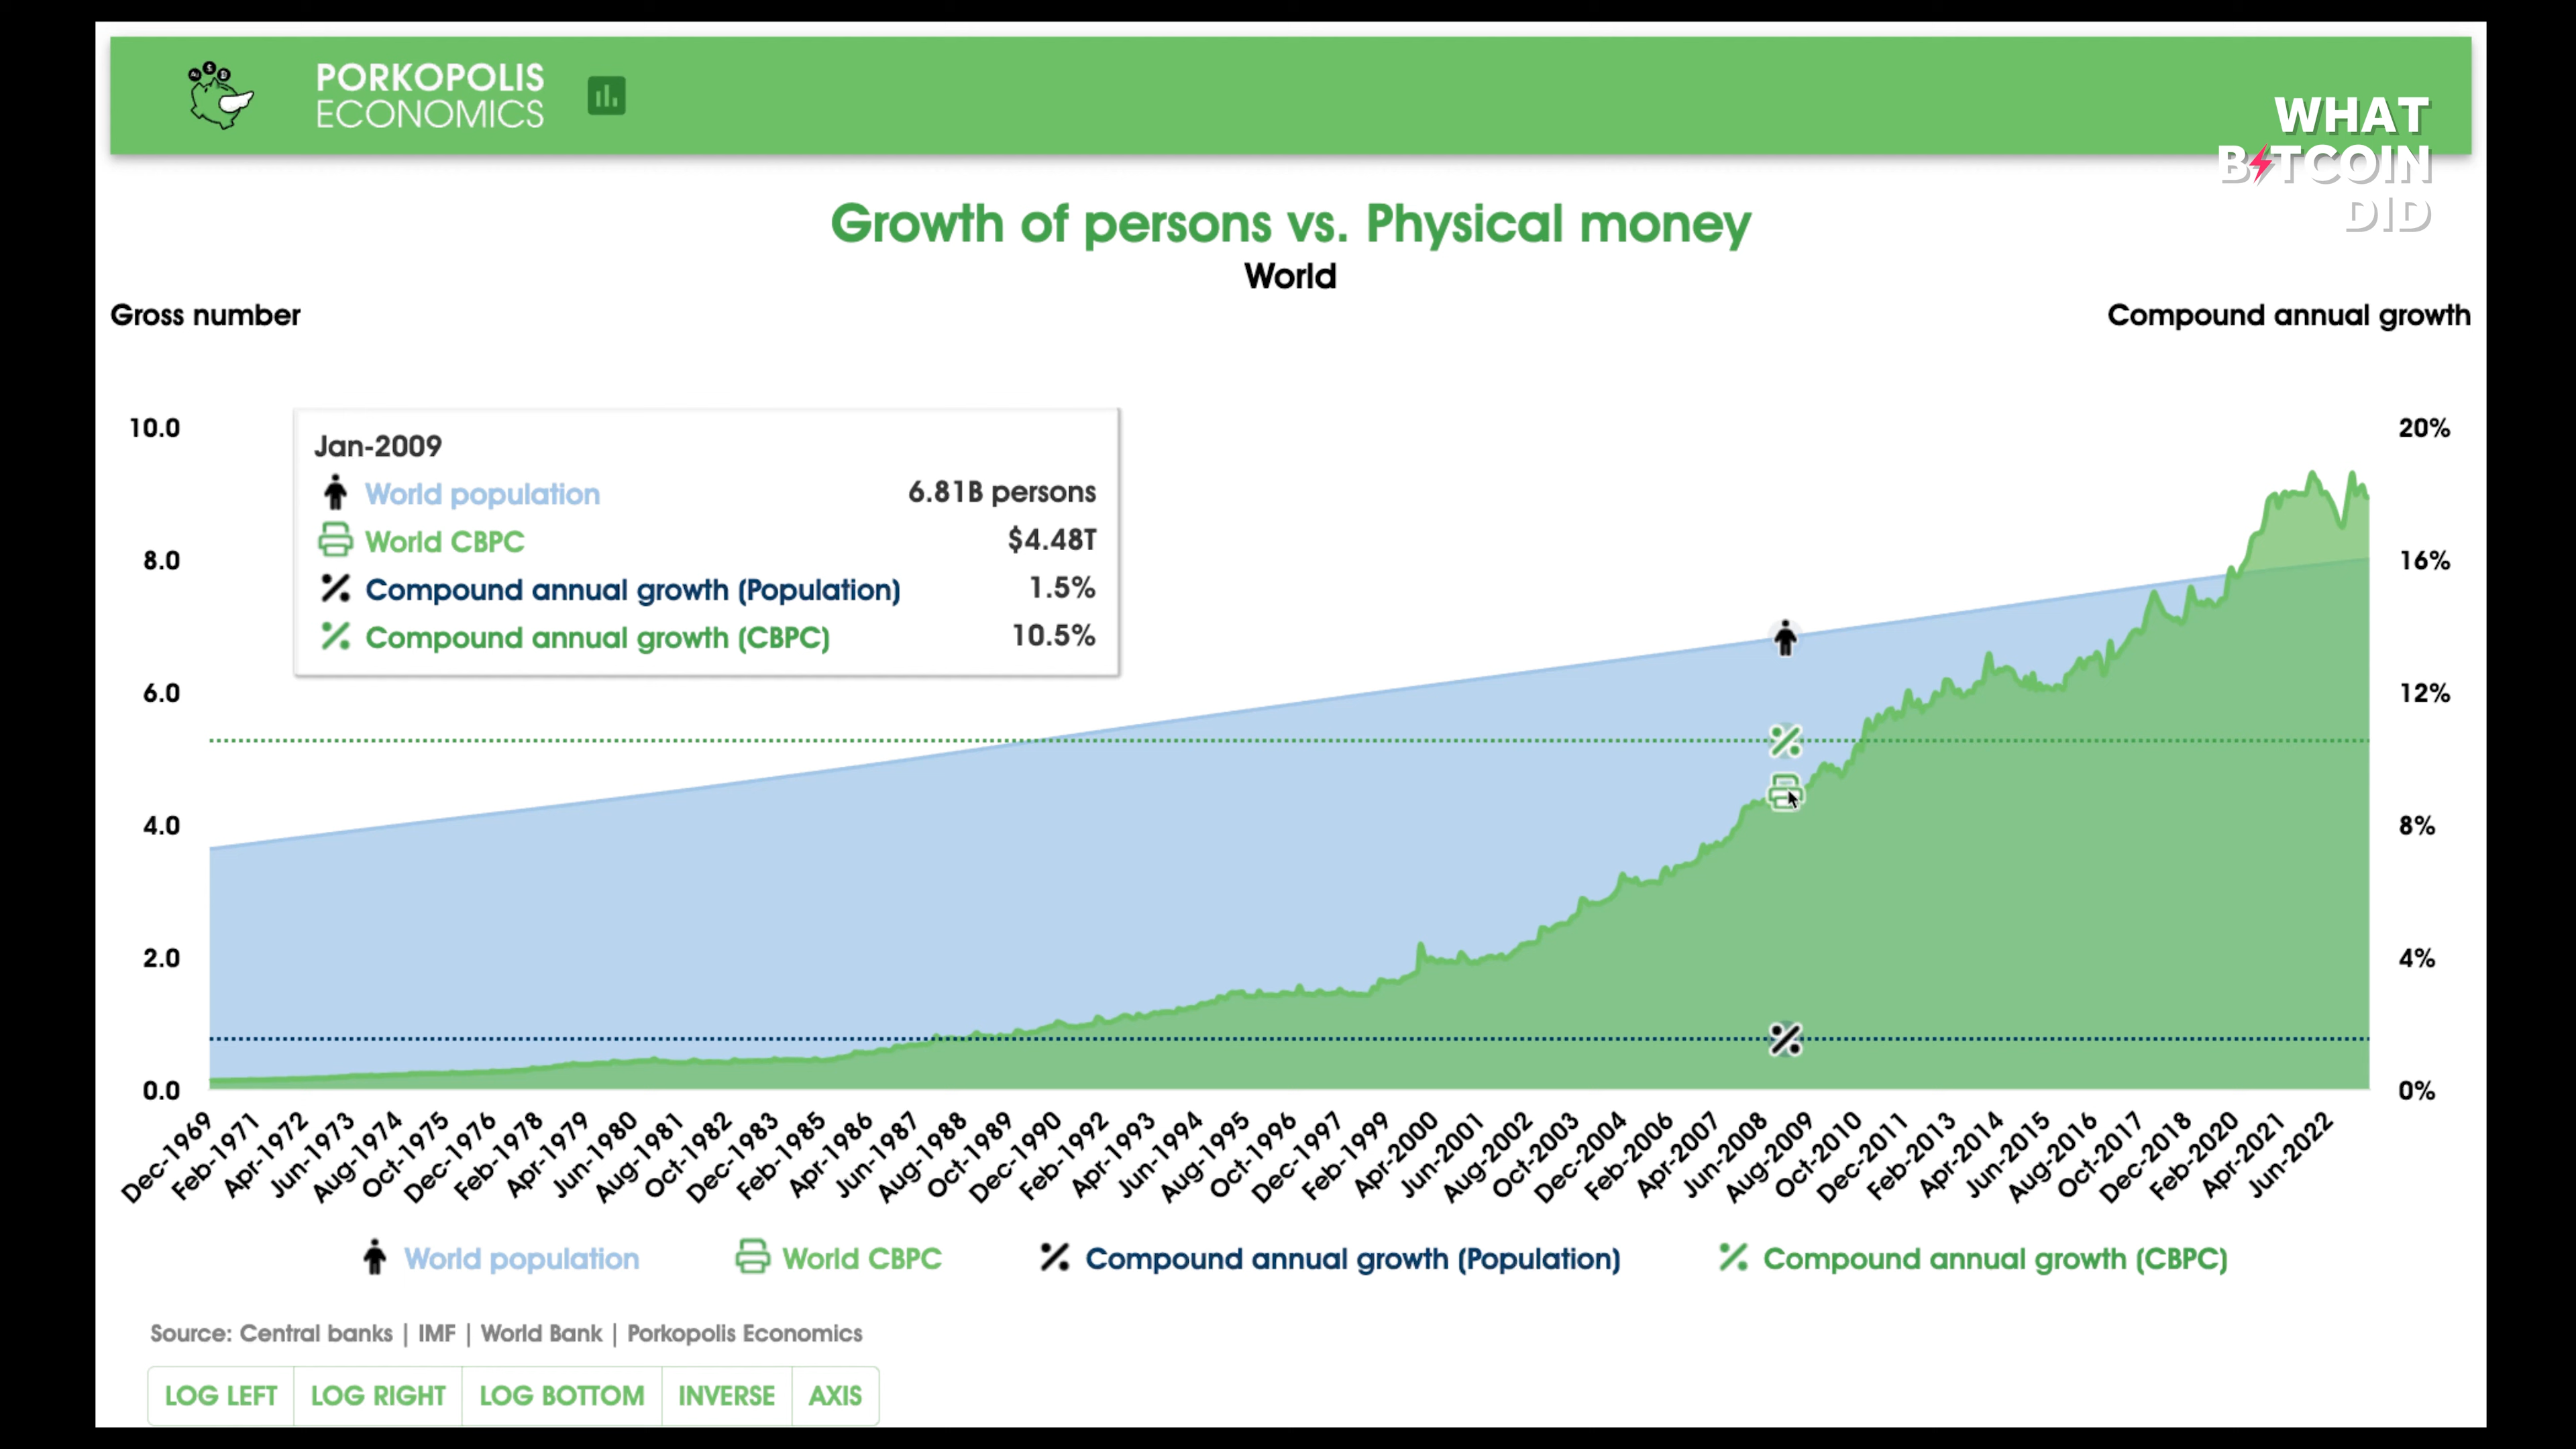 PORKOPOLIS
ECONOMICS
WHAT
BTCOIN
DID
Growth of persons vs. Physical money
World
Gross number
Compound annual growth
10.0
8.0
6.0
4.0
2.0
0.0
Jan-2009
World population 6.81B persons
World CBPC $4.48T
Compound annual growth (Population) 1.5%
Compound annual growth (CBPC) 10.5%
20%
16%
12%
8%
4%
0%
Dec-1969
Feb-1971
Apr-1972
Jun-1973
Aug-1974
Oct-1975
Dec-1976
Feb-1978
Apr-1979
Jun-1980
Aug-1981
Oct-1982
Dec-1983
Feb-1985
Apr-1986
Jun-1987
Aug-1988
Oct-1989
Dec-1990
Feb-1992
Apr-1993
Jun-1994
Aug-1995
Oct-1996
Dec-1997
Feb-1999
Apr-2000
Jun-2001
Aug-2002
Oct-2003
Dec-2004
Feb-2006
Apr-2007
Jun-2008
Aug-2009
Oct-2010
Dec-2011
Feb-2013
Apr-2014
Jun-2015
Aug-2016
Oct-2017
Dec-2018
Feb-2020
Apr-2021
Jun-2022
World population
World CBPC
Compound annual growth (Population)
Compound annual growth (CBPC)
Source: Central banks | IMF | World Bank | Porkopolis Economics
LOG LEFT
LOG RIGHT
LOG BOTTOM
INVERSE
AXIS